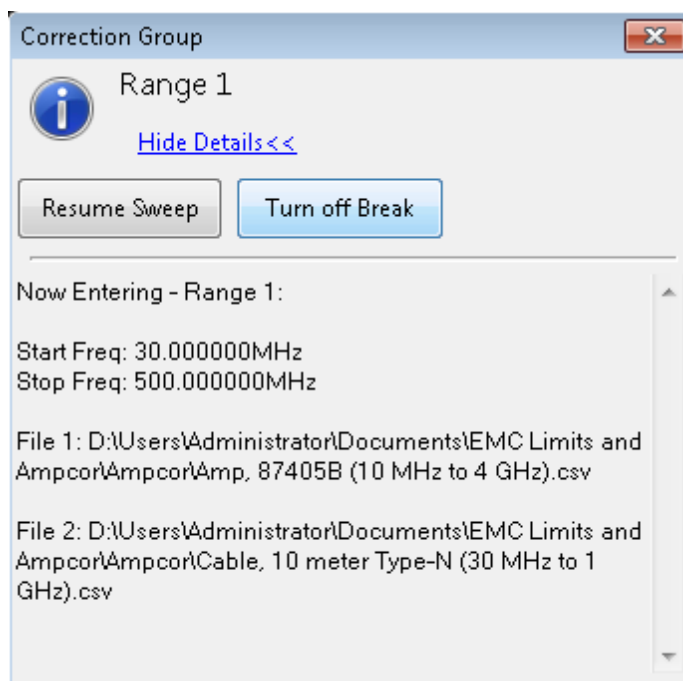 Correction Group
Range 1
Hide Details<<
Resume Sweep
Turn off Break
Now Entering - Range 1:
Start Freq: 30.000000MHz
Stop Freq: 500.000000MHz
File 1: D:\Users\Administrator\Documents\EMC Limits and
Ampcor\Ampcor\Amp, 87405B (10 MHz to 4 GHz).csv
File 2: D:\Users\Administrator\Documents\EMC Limits and
Ampcor\Ampcor\Cable, 10 meter Type-N (30 MHz to 1
GHz).csv